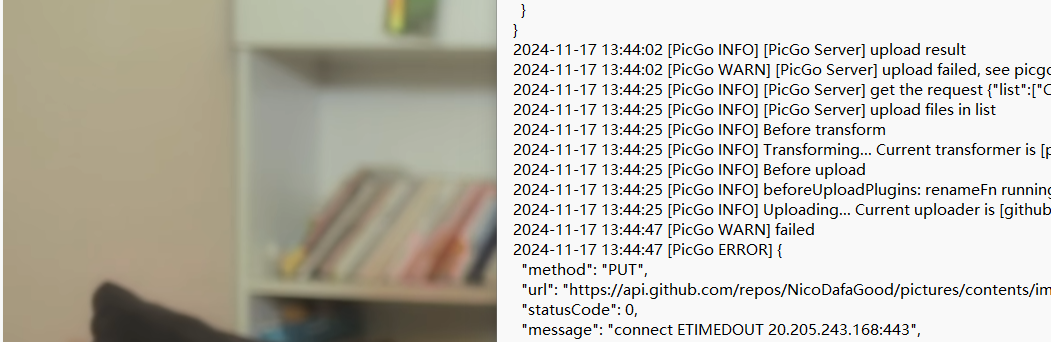 }
}
2024-11-17 13:44:02 [PicGo INFO] [PicGo Server] upload result
2024-11-17 13:44:02 [PicGo WARN] [PicGo Server] upload failed, see picgo
2024-11-17 13:44:25 [PicGo INFO] [PicGo Server] get the request {"list":["C
2024-11-17 13:44:25 [PicGo INFO] [PicGo Server] upload files in list
2024-11-17 13:44:25 [PicGo INFO] Before transform
2024-11-17 13:44:25 [PicGo INFO] Transforming... Current transformer is [p
2024-11-17 13:44:25 [PicGo INFO] Before upload
2024-11-17 13:44:25 [PicGo INFO] beforeUploadPlugins: renameFn running
2024-11-17 13:44:25 [PicGo INFO] Uploading... Current uploader is [github
2024-11-17 13:44:47 [PicGo WARN] failed
2024-11-17 13:44:47 [PicGo ERROR] {
"method": "PUT",
"url": "https://api.github.com/repos/NicoDafaGood/pictures/contents/im
"statusCode": 0,
"message": "connect ETIMEDOUT 20.205.243.168:443",